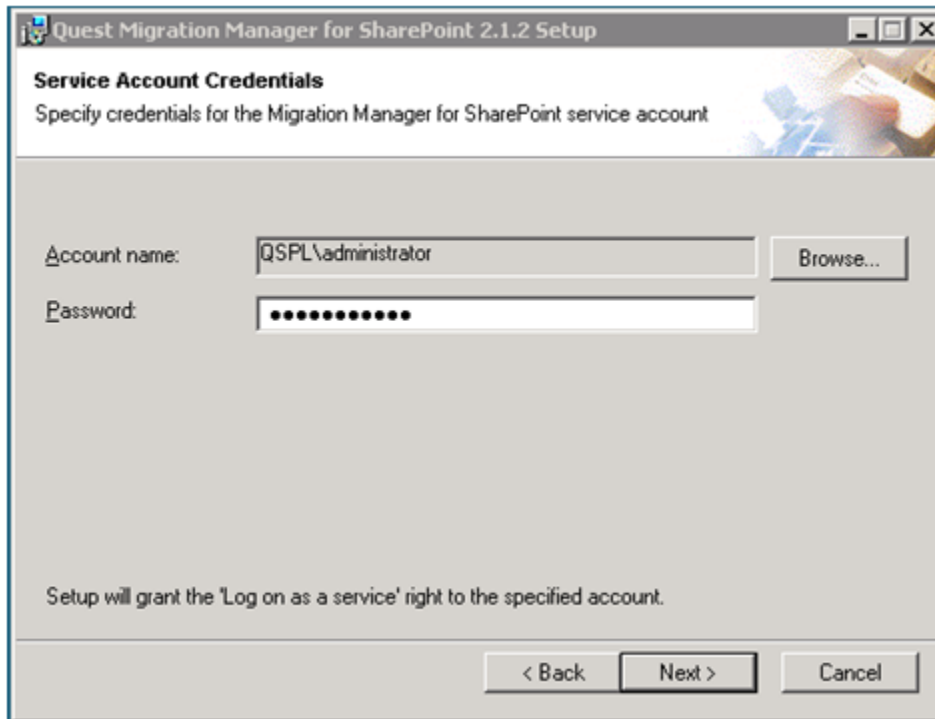 Quest Migration Manager for SharePoint 2.1.2 Setup
Service Account Credentials
Specify credentials for the Migration Manager for SharePoint service account
Account name: QSPL\administrator Browse...
Password: ●●●●●●●●●●●
Setup will grant the 'Log on as a service' right to the specified account.
< Back Next > Cancel